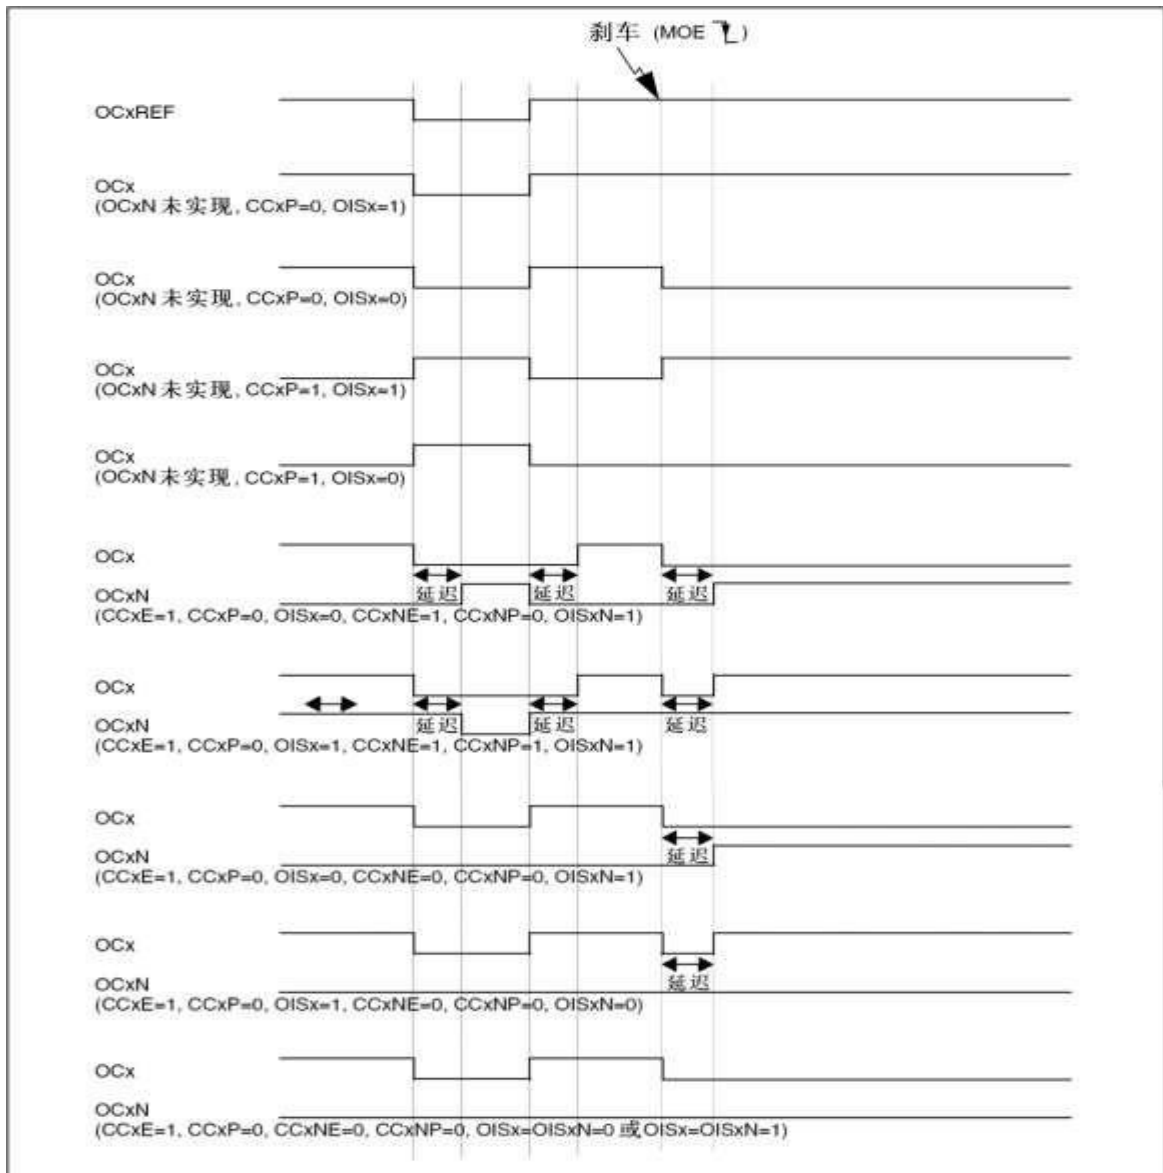 刹车 (MOE )
OCxREF
OCx
(OCxN 未实现, CCxP=0, OISx=1)
OCx
(OCxN 未实现, CCxP=0, OISx=0)
OCx
(OCxN 未实现, CCxP=1, OISx=1)
OCx
(OCxN 未实现, CCxP=1, OISx=0)
OCx
OCxN 延迟 延迟 延迟
(CCxE=1, CCxP=0, OISx=0, CCxNE=1, CCxNP=0, OISxN=1)
OCx
OCxN 延迟 延迟 延迟
(CCxE=1, CCxP=0, OISx=1, CCxNE=1, CCxNP=1, OISxN=1)
OCx
OCxN 延迟
(CCxE=1, CCxP=0, OISx=0, CCxNE=0, CCxNP=0, OISxN=1)
OCx
OCxN 延迟
(CCxE=1, CCxP=0, OISx=1, CCxNE=0, CCxNP=0, OISxN=0)
OCx
OCxN
(CCxE=1, CCxP=0, CCxNE=0, CCxNP=0, OISx=OISxN=0 或OISx=OISxN=1)